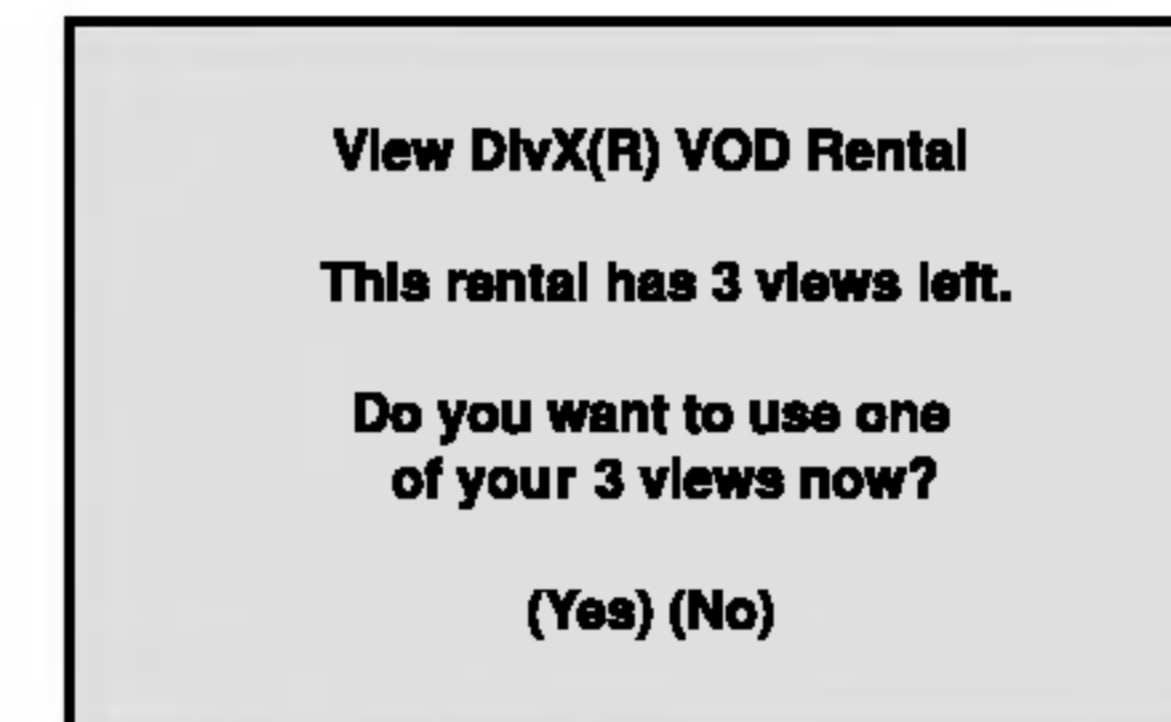 View DivX(R) VOD Rental
This rental has 3 views left.
Do you want to use one
of your 3 views now?
(Yes) (No)